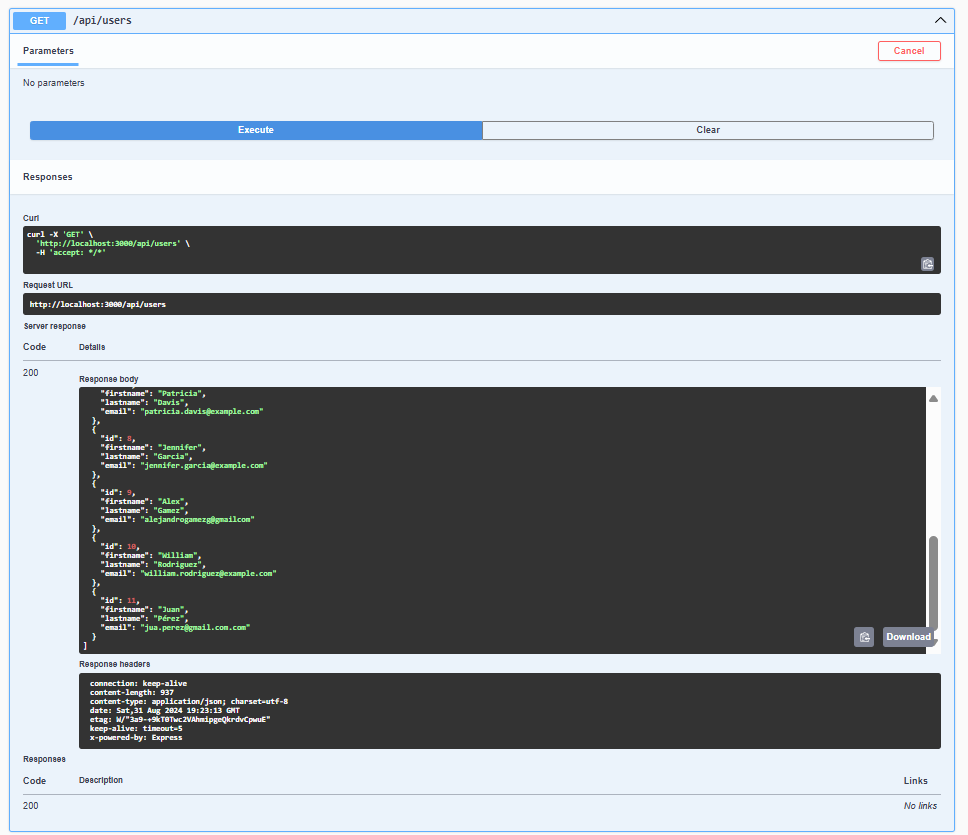 GET /api/users
Parameters
Cancel
No parameters
Execute
Clear
Responses
Curl
curl -X 'GET' \
'http://localhost:3000/api/users' \
-H 'accept: */*'
Request URL
http://localhost:3000/api/users
Server response
Code Details
200
Response body
"firstname": "Patricia",
"lastname": "Davis",
"email": "patricia.davis@example.com"
},
{
"id": 8,
"firstname": "Jennifer",
"lastname": "Garcia",
"email": "jennifer.garcia@example.com"
},
{
"id": 9,
"firstname": "Alex",
"lastname": "Gamez",
"email": "alejandrogamezg@gmailcom"
},
{
"id": 10,
"firstname": "William",
"lastname": "Rodriguez",
"email": "william.rodriguez@example.com"
},
{
"id": 11,
"firstname": "Juan",
"lastname": "Pérez",
"email": "jua.perez@gmail.com.com"
}
]
Download
Response headers
connection: keep-alive
content-length: 937
content-type: application/json; charset=utf-8
date: Sat,31 Aug 2024 19:23:13 GMT
etag: W/"3a9-+9kT0Twc2VAhmipgeQkrdvCpwuE"
keep-alive: timeout=5
x-powered-by: Express
Responses
Code Description Links
200 No links